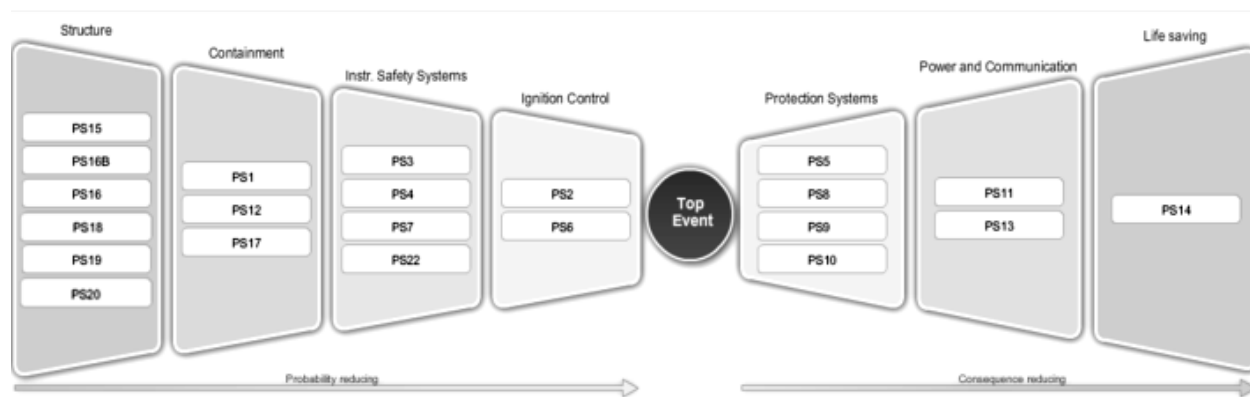 Structure
PS15
PS16B
PS16
PS18
PS19
PS20
Containment
PS1
PS12
PS17
Instr. Safety Systems
PS3
PS4
PS7
PS22
Ignition Control
PS2
PS6
Top
Event
Protection Systems
PS5
PS8
PS9
PS10
Power and Communication
PS11
PS13
Life saving
PS14
Probability reducing
Consequence reducing